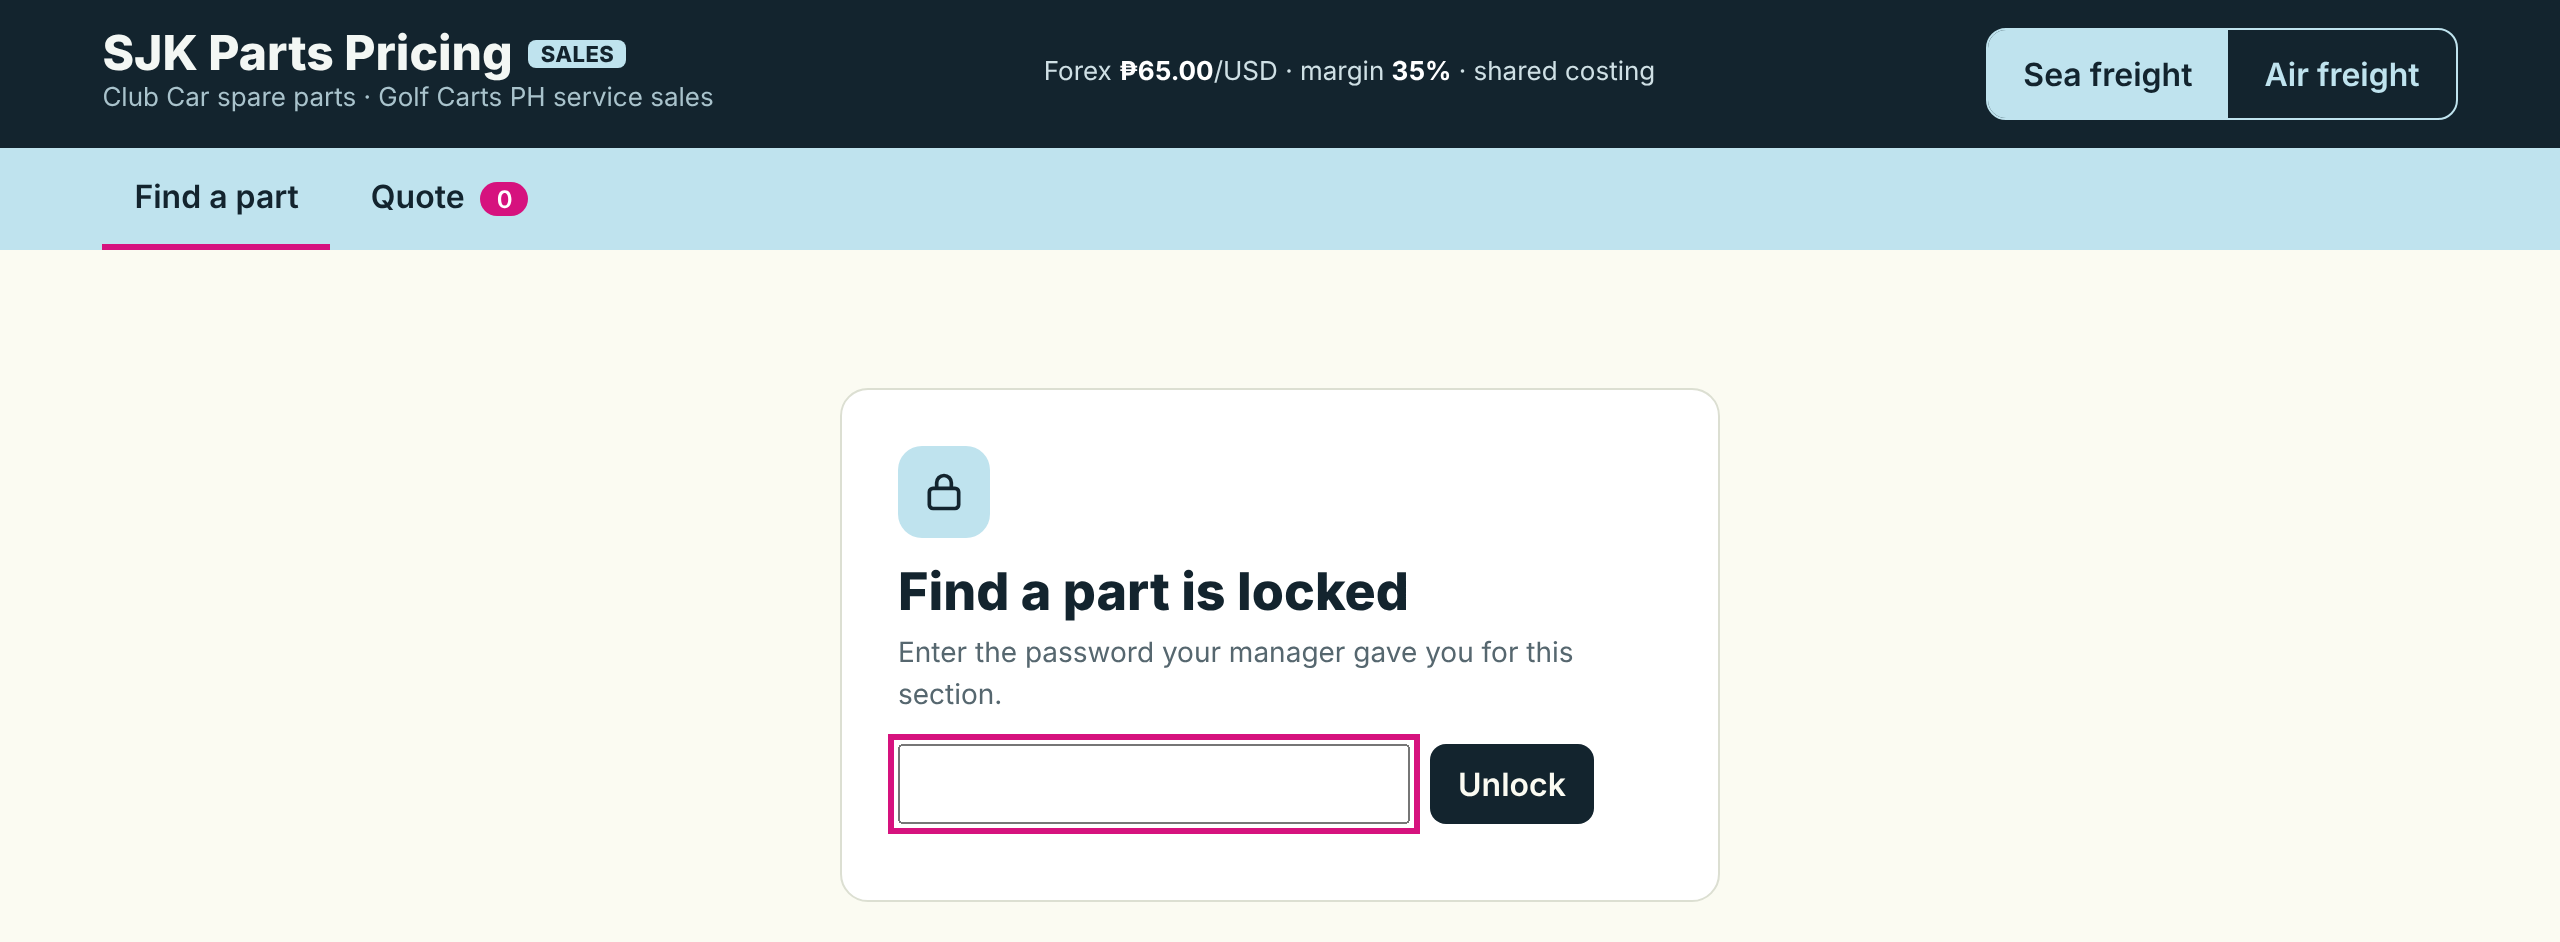 SJK Parts Pricing SALES
Club Car spare parts · Golf Carts PH service sales
Forex ₱65.00/USD · margin 35% · shared costing
Sea freight
Air freight
Find a part
Quote 0
Find a part is locked
Enter the password your manager gave you for this
section.
Unlock